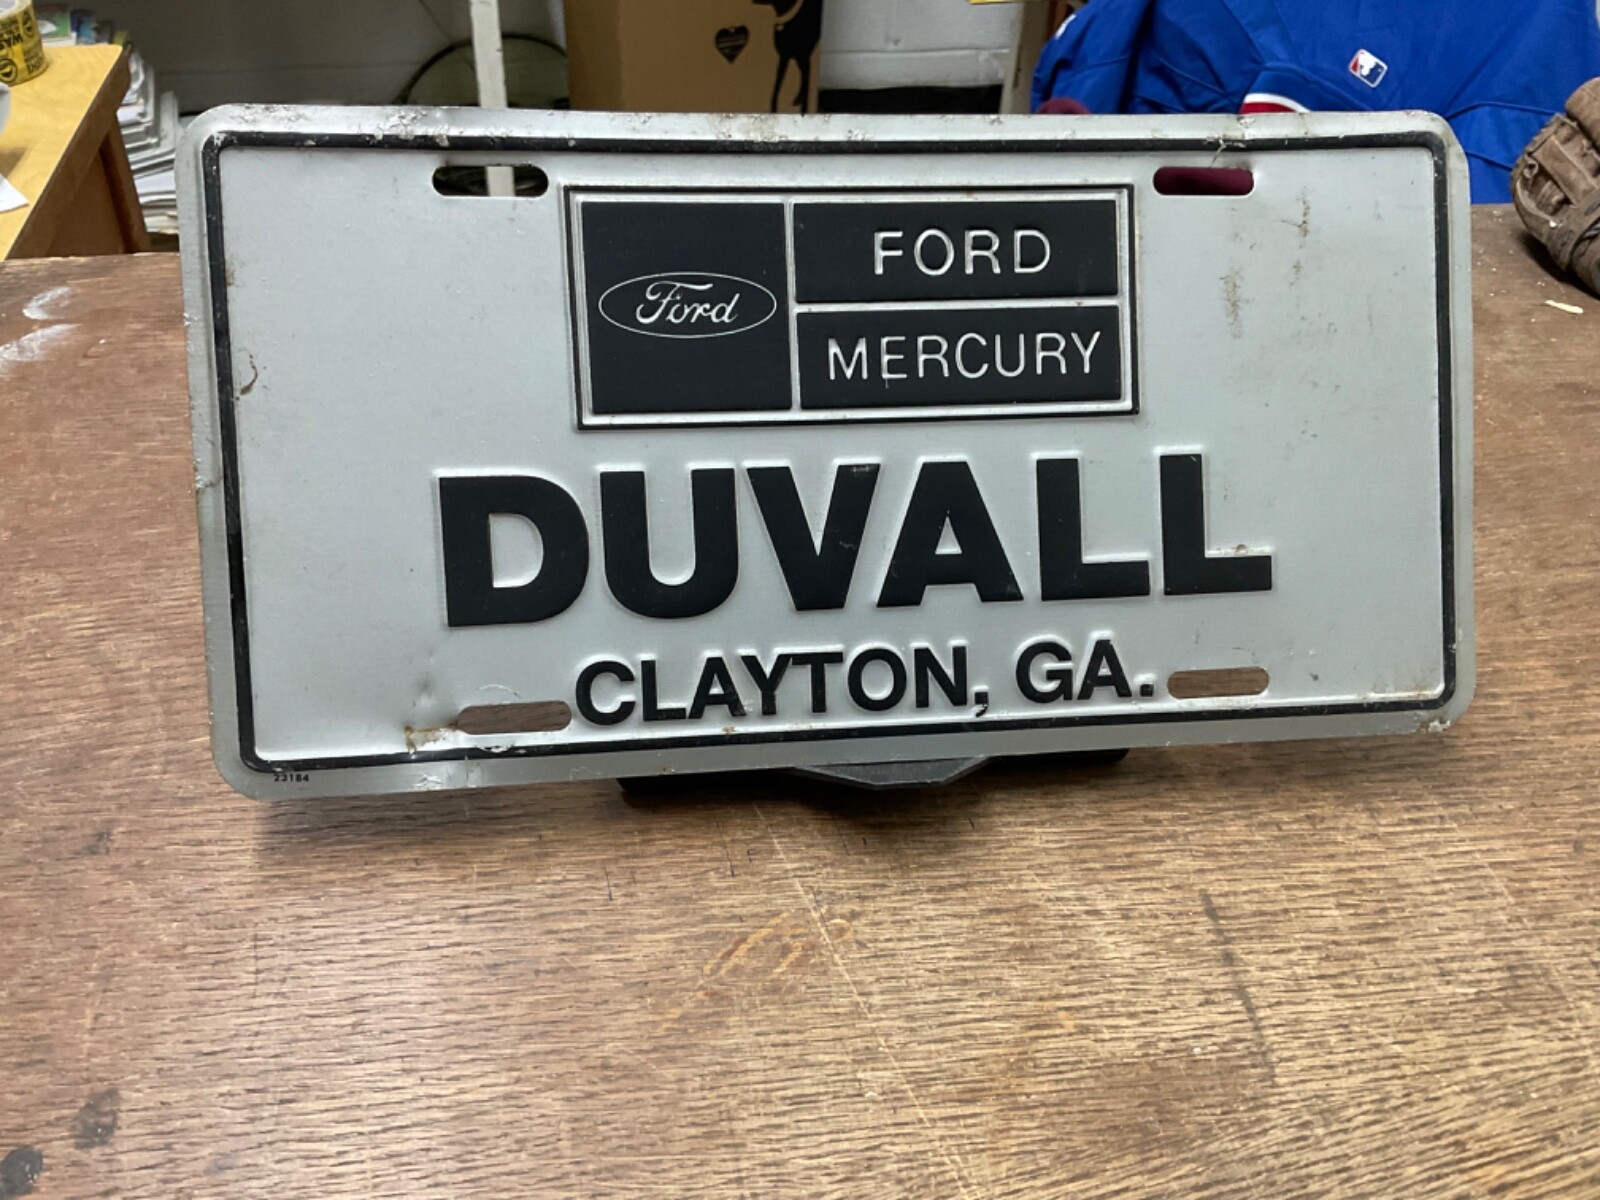 Ford
FORD
MERCURY
DUVALL
CLAYTON, GA.
23184